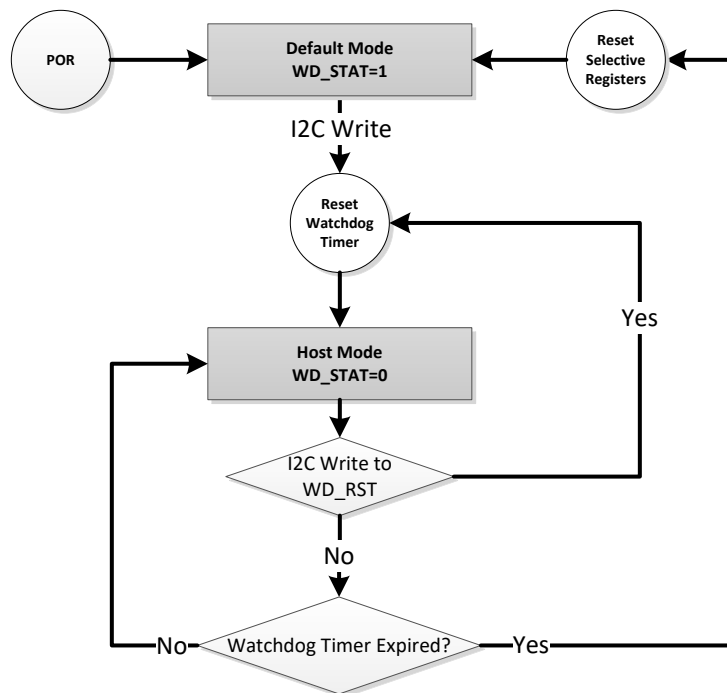 POR
Default Mode
WD_STAT=1
Reset
Selective
Registers
I2C Write
Reset
Watchdog
Timer
Yes
Host Mode
WD_STAT=0
I2C Write to
WD_RST
No
No
Watchdog Timer Expired?
Yes